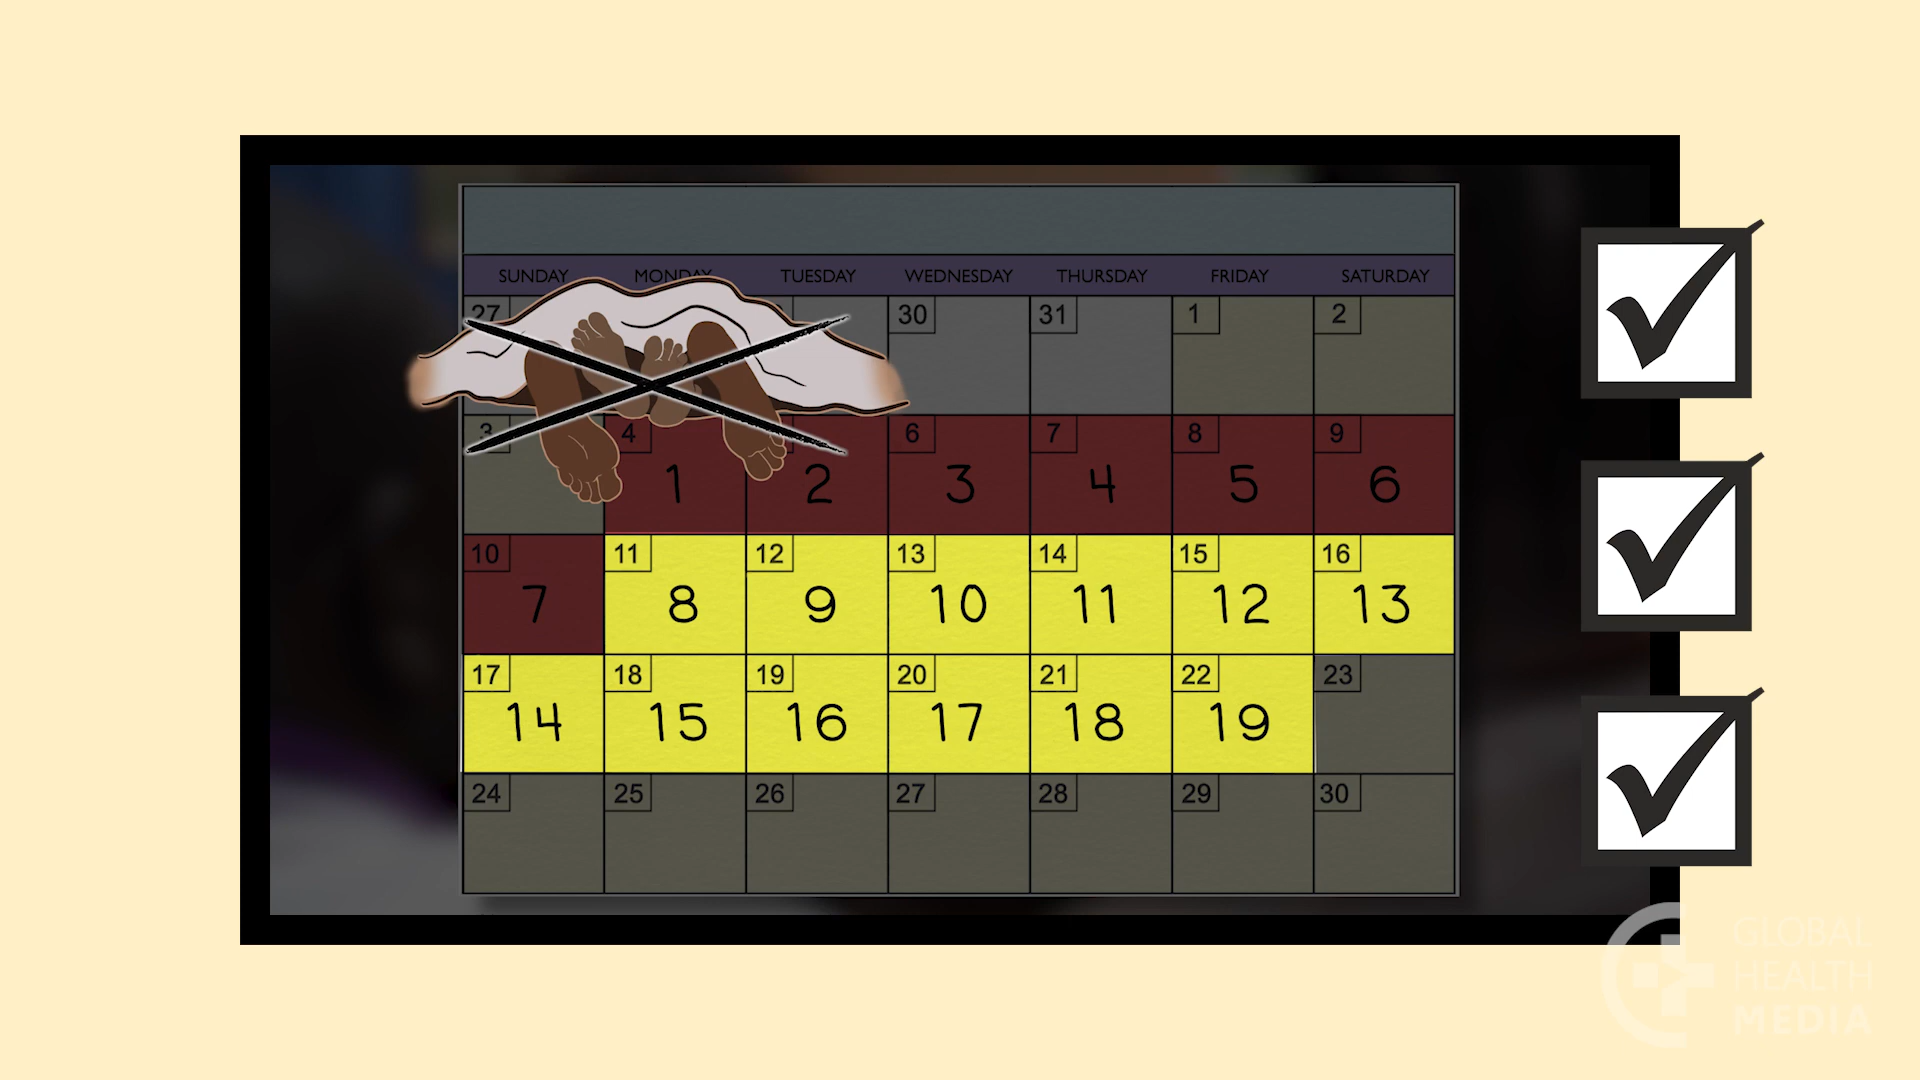 SUNDAY MONDAY TUESDAY WEDNESDAY THURSDAY FRIDAY SATURDAY
27 30 31 1 2
3 4 6 7 8 9
1 2 3 4 5 6
10 11 12 13 14 15 16
7 8 9 10 11 12 13
17 18 19 20 21 22 23
14 15 16 17 18 19
24 25 26 27 28 29 30
GLOBAL
HEALTH
MEDIA